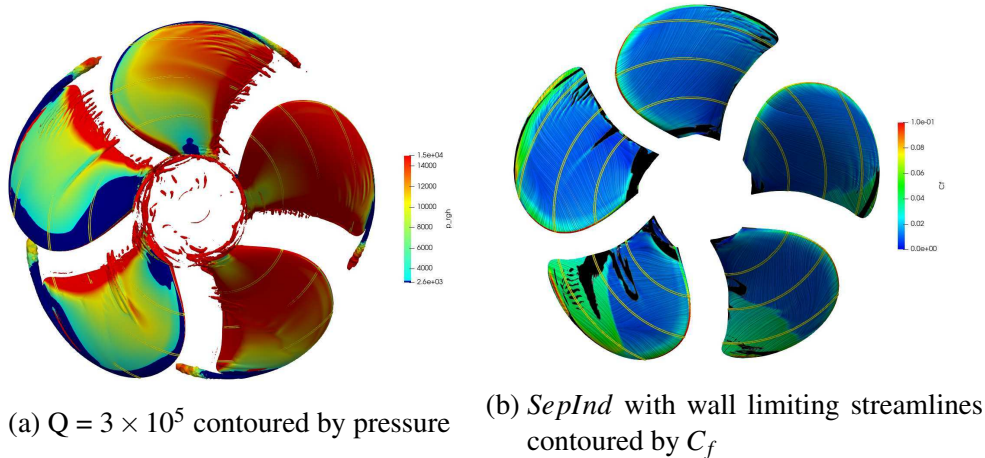 1.5e+04
14000
12000
10000
8000
6000
4000
2.6e+03
p_rgh
1.0e-01
0.08
0.06
0.04
0.02
0.0e+00
Cf
(a) Q = 3 × 10⁵ contoured by pressure
(b) SepInd with wall limiting streamlines
contoured by C_f